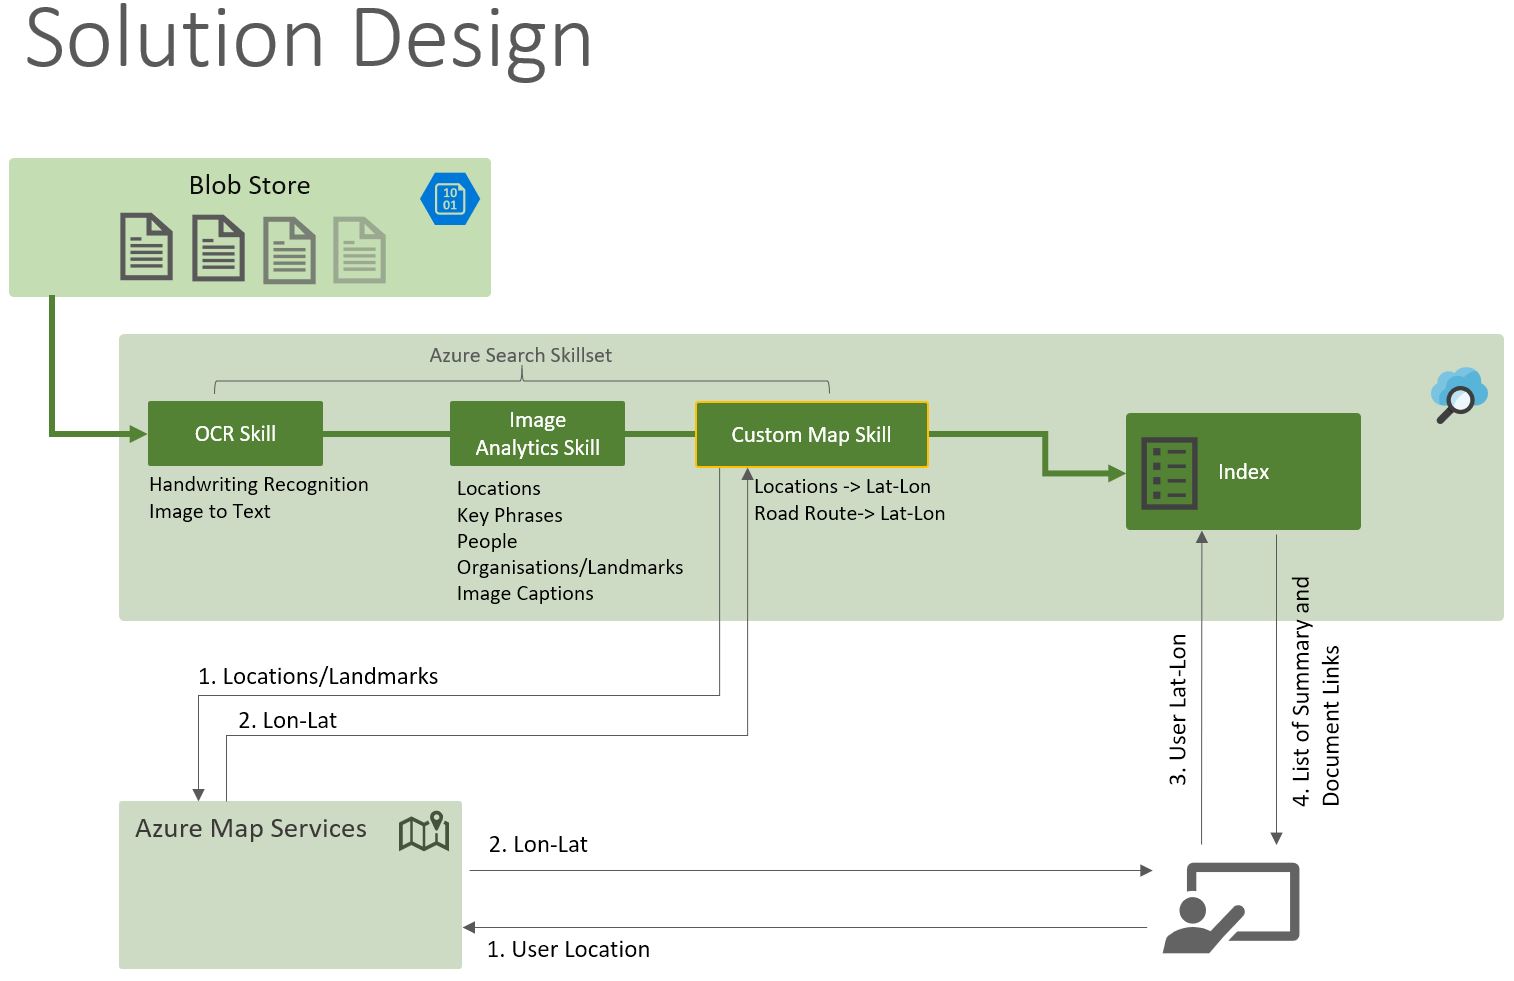 Solution Design
Blob Store
10
01
Azure Search Skillset
OCR Skill
Handwriting Recognition
Image to Text
Image
Analytics Skill
Locations
Key Phrases
People
Organisations/Landmarks
Image Captions
Custom Map Skill
Locations -> Lat-Lon
Road Route-> Lat-Lon
Index
1. Locations/Landmarks
2. Lon-Lat
3. User Lat-Lon
4. List of Summary and
Document Links
Azure Map Services
2. Lon-Lat
1. User Location